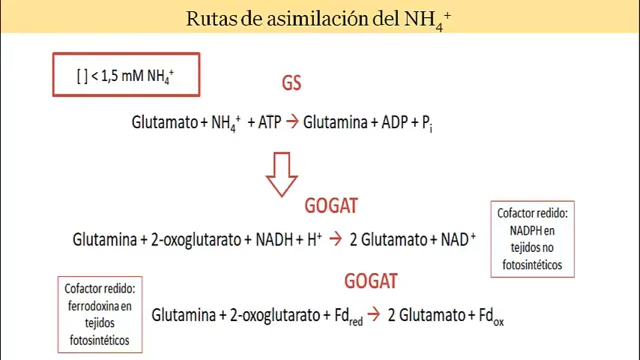 Rutas de asimilación del NH₄⁺
[ ] < 1,5 mM NH₄⁺
GS
Glutamato + NH₄⁺ + ATP → Glutamina + ADP + Pᵢ
GOGAT
Glutamina + 2-oxoglutarato + NADH + H⁺ → 2 Glutamato + NAD⁺
Cofactor redido:
NADPH en
tejidos no
fotosintéticos
GOGAT
Cofactor redido:
ferrodoxina en
tejidos
fotosintéticos
Glutamina + 2-oxoglutarato + Fd_red → 2 Glutamato + Fd_ox